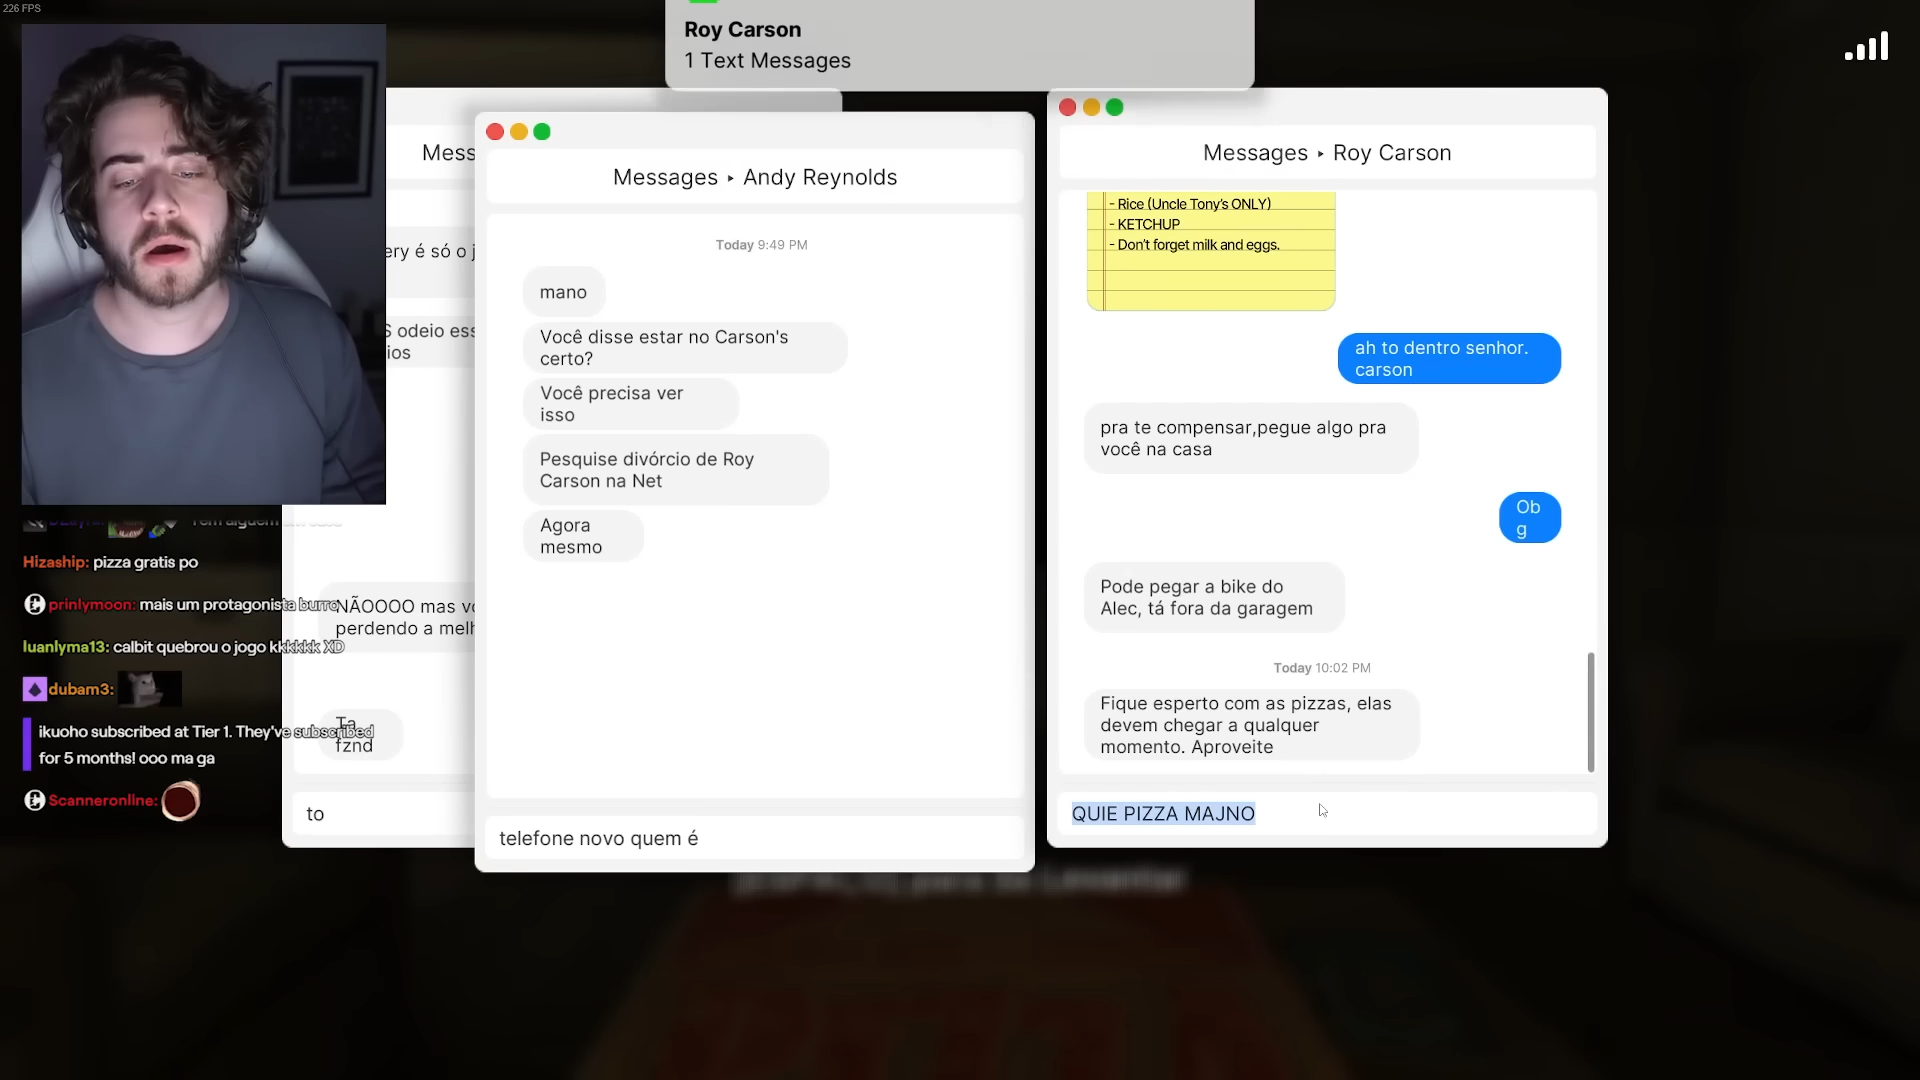 226 FPS
Roy Carson
1 Text Messages
Mess
ery é só o j
S odeio ess
ios
NÃOOOO mas vo
perdendo a melh
Ta
fznd
to
Messages ▸ Andy Reynolds
Today 9:49 PM
mano
Você disse estar no Carson's
certo?
Você precisa ver
isso
Pesquise divórcio de Roy
Carson na Net
Agora
mesmo
telefone novo quem é
Messages ▸ Roy Carson
- Rice (Uncle Tony's ONLY)
- KETCHUP
- Don't forget milk and eggs.
ah to dentro senhor.
carson
pra te compensar,pegue algo pra
você na casa
Ob
g
Pode pegar a bike do
Alec, tá fora da garagem
Today 10:02 PM
Fique esperto com as pizzas, elas
devem chegar a qualquer
momento. Aproveite
QUIE PIZZA MAJNO
Hizaship: pizza gratis po
prinlymoon: mais um protagonista burro
luanlyma13: calbit quebrou o jogo kkkkkk XD
dubam3:
ikuoho subscribed at Tier 1. They've subscribed
for 5 months! ooo ma ga
Scanneronline: